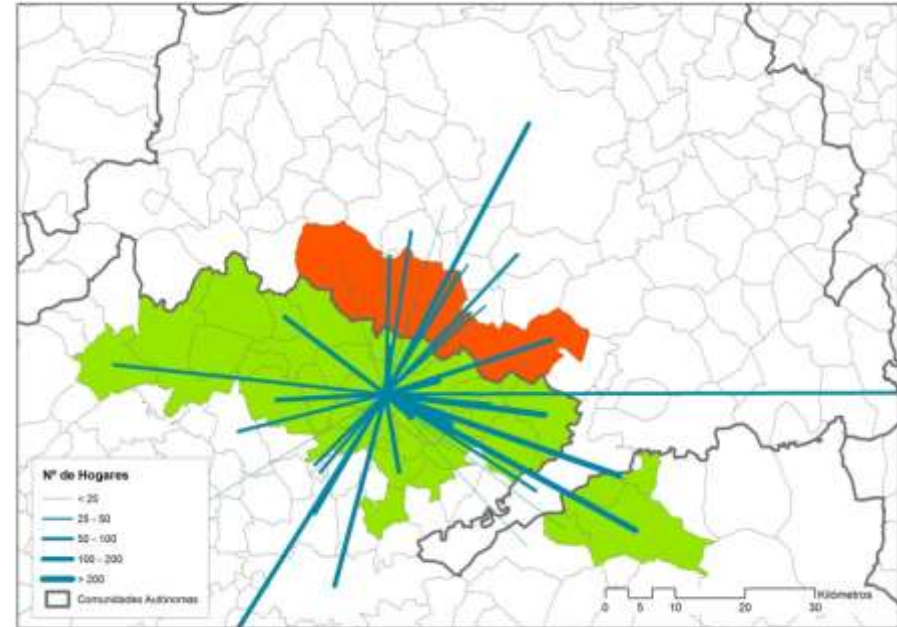 Nº de Hogares
< 25
25 - 50
50 - 100
100 - 200
> 200
Comunidades Autónomas
Kilómetros
0 5 10 20 30